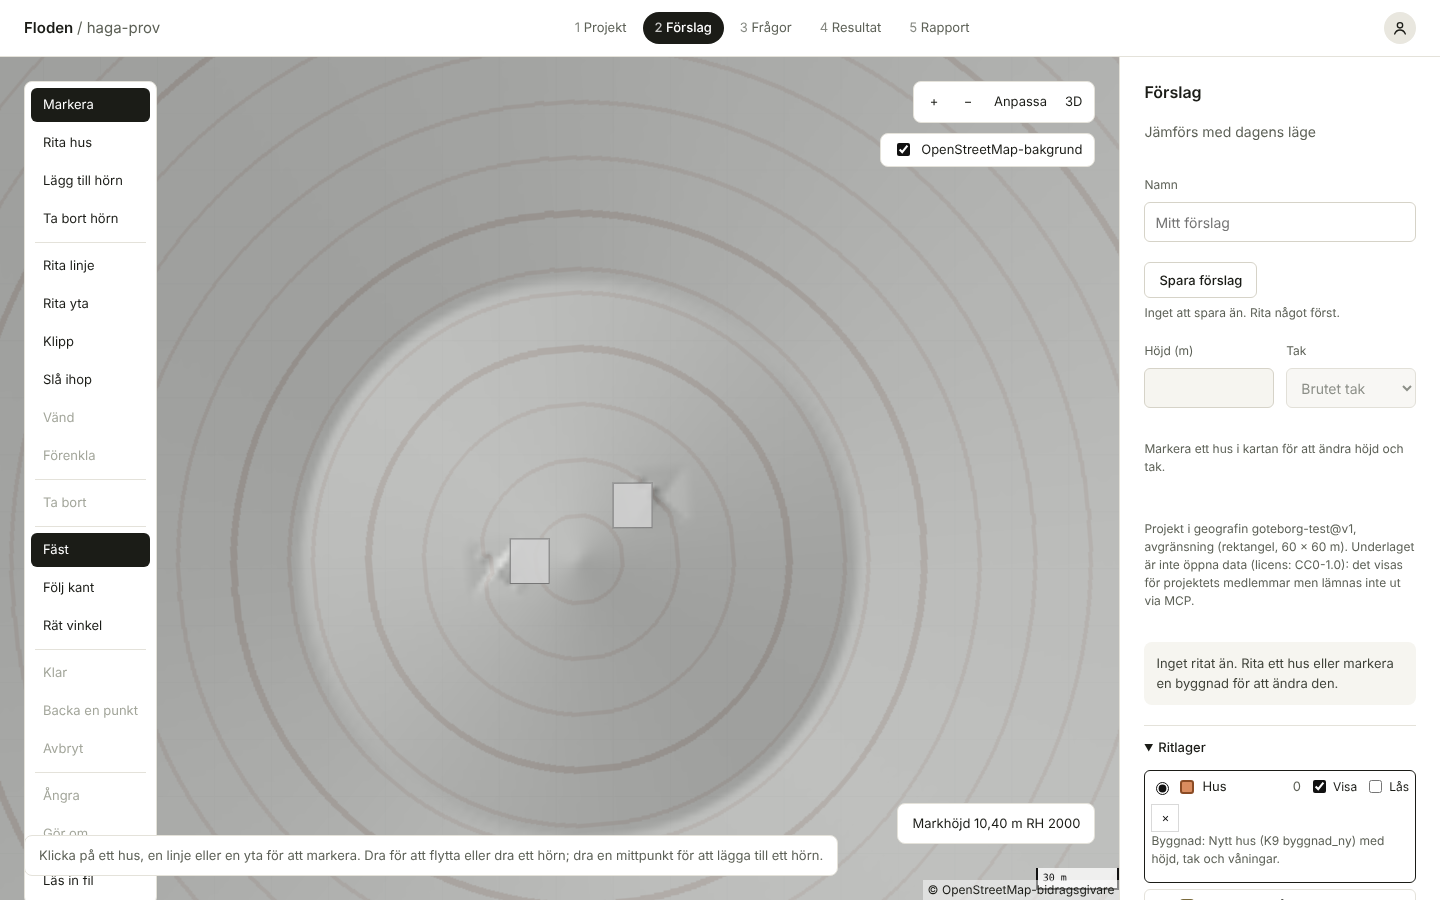 Floden / haga-prov
1 Projekt
2 Förslag
3 Frågor
4 Resultat
5 Rapport
Markera
Rita hus
Lägg till hörn
Ta bort hörn
Rita linje
Rita yta
Klipp
Slå ihop
Vänd
Förenkla
Ta bort
Fäst
Följ kant
Rät vinkel
Klar
Backa en punkt
Avbryt
Ångra
Gör om
Läs in fil
Klicka på ett hus, en linje eller en yta för att markera. Dra för att flytta eller dra ett hörn; dra en mittpunkt för att lägga till ett hörn.
+ − Anpassa 3D
OpenStreetMap-bakgrund
Markhöjd 10,40 m RH 2000
30 m
© OpenStreetMap-bidragsgivare
Förslag
Jämförs med dagens läge
Namn
Mitt förslag
Spara förslag
Inget att spara än. Rita något först.
Höjd (m) Tak
Brutet tak
Markera ett hus i kartan för att ändra höjd och
tak.
Projekt i geografin goteborg-test@v1,
avgränsning (rektangel, 60 × 60 m). Underlaget
är inte öppna data (licens: CC0-1.0): det visas
för projektets medlemmar men lämnas inte ut
via MCP.
Inget ritat än. Rita ett hus eller markera
en byggnad för att ändra den.
▼ Ritlager
Hus 0 Visa Lås
×
Byggnad: Nytt hus (K9 byggnad_ny) med
höjd, tak och våningar.